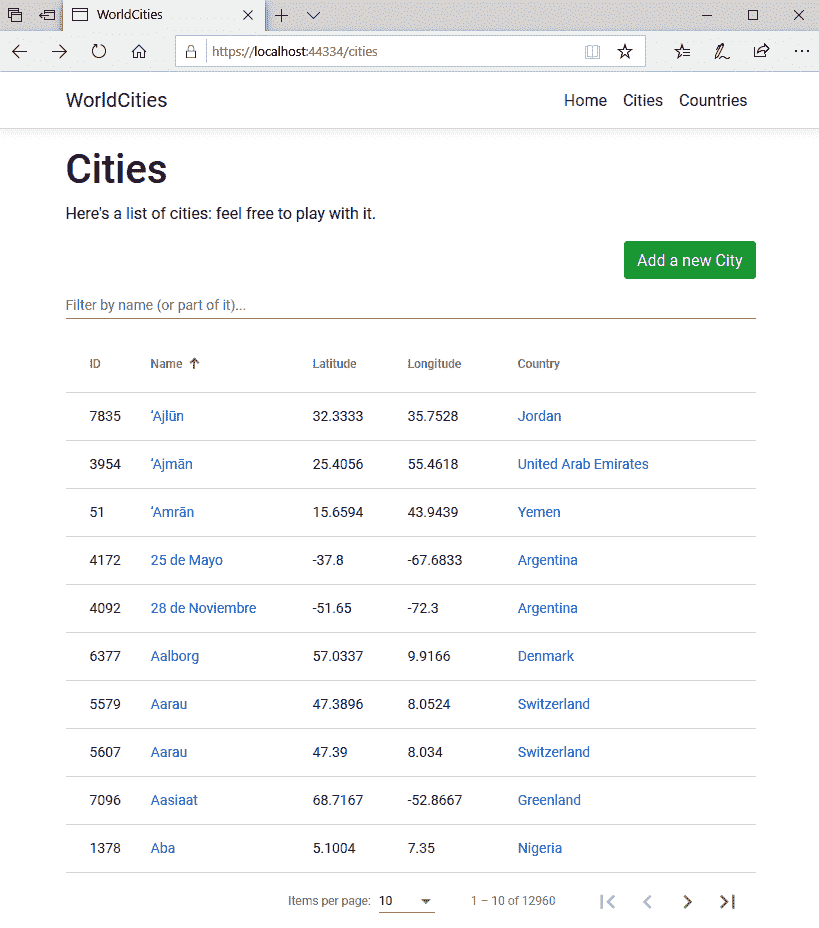 WorldCities
https://localhost:44334/cities
WorldCities Home Cities Countries
Cities
Here's a list of cities: feel free to play with it.
Add a new City
Filter by name (or part of it)...
ID Name Latitude Longitude Country
7835 ‘Ajlūn 32.3333 35.7528 Jordan
3954 ‘Ajmān 25.4056 55.4618 United Arab Emirates
51 ‘Amrān 15.6594 43.9439 Yemen
4172 25 de Mayo -37.8 -67.6833 Argentina
4092 28 de Noviembre -51.65 -72.3 Argentina
6377 Aalborg 57.0337 9.9166 Denmark
5579 Aarau 47.3896 8.0524 Switzerland
5607 Aarau 47.39 8.034 Switzerland
7096 Aasiaat 68.7167 -52.8667 Greenland
1378 Aba 5.1004 7.35 Nigeria
Items per page: 10 1 – 10 of 12960